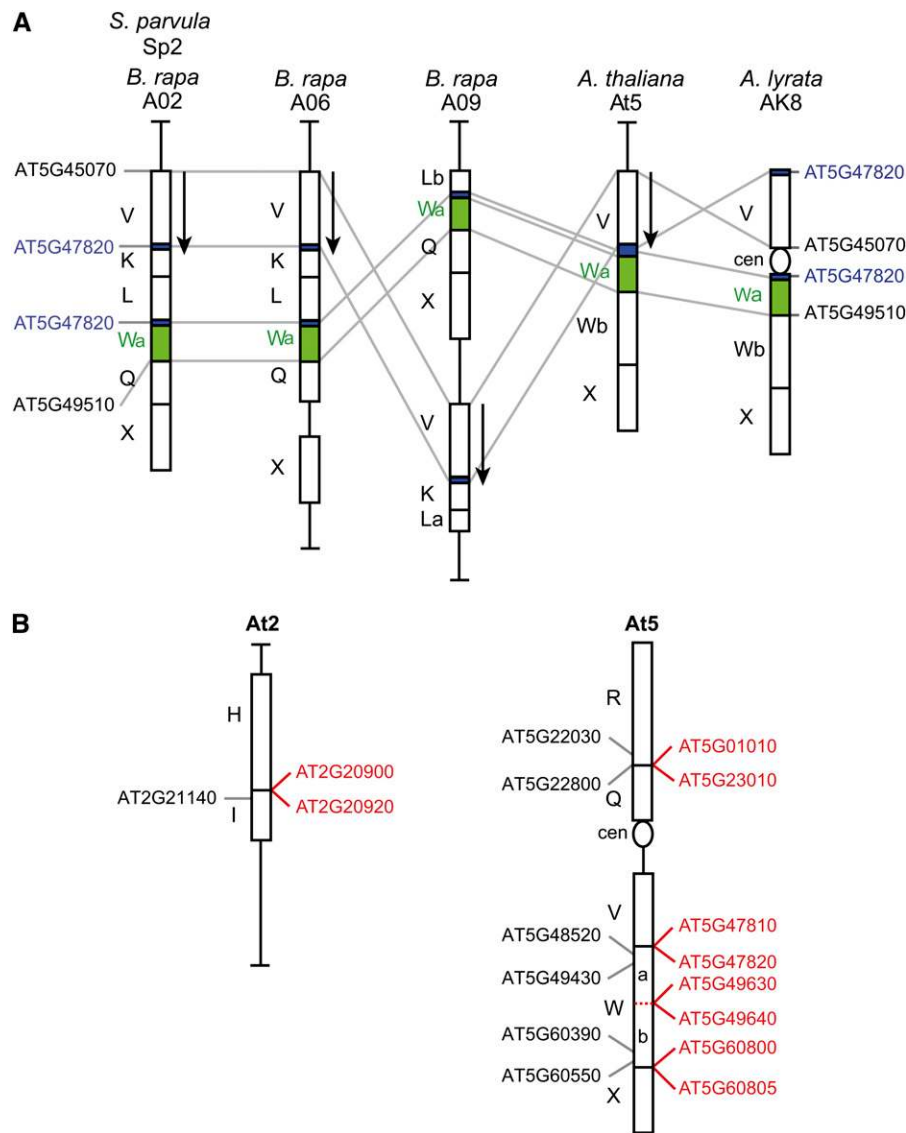 A
S. parvula
Sp2
B. rapa
A02
B. rapa
A06
B. rapa
A09
A. thaliana
At5
A. lyrata
AK8
AT5G45070
AT5G47820
AT5G47820
AT5G49510
V
K
L
Wa
Q
X
V
K
L
Wa
Q
X
Lb
Wa
Q
X
V
K
La
V
Wa
Wb
X
V
cen
Wa
Wb
X
AT5G47820
AT5G45070
AT5G47820
AT5G49510
B
At2
H
AT2G20900
AT2G21140
AT2G20920
I
At5
R
AT5G22030
AT5G01010
AT5G22800
AT5G23010
Q
cen
V
AT5G47810
AT5G48520
AT5G47820
a
AT5G49430
AT5G49630
W
AT5G49640
AT5G60390
b
AT5G60800
AT5G60550
AT5G60805
X